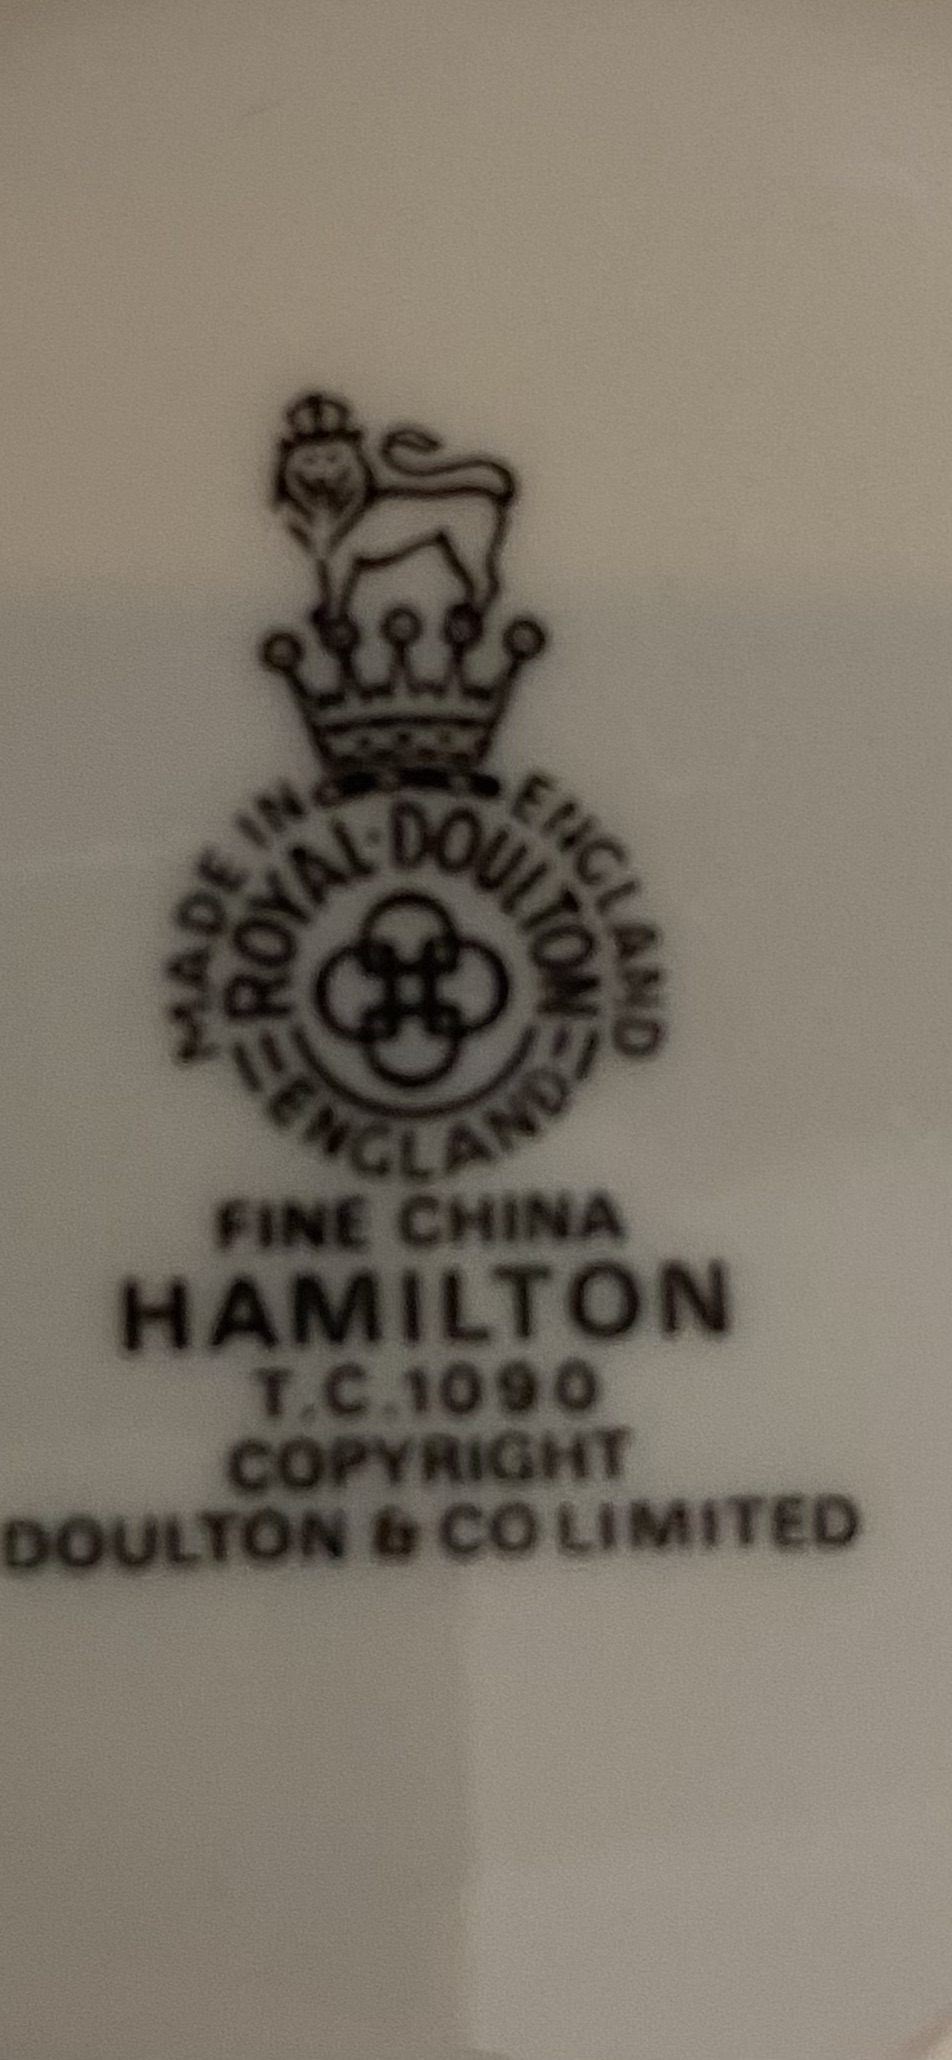 MADE IN ENGLAND
ROYAL·DOULTON
ENGLAND
FINE CHINA
HAMILTON
T.C.1090
COPYRIGHT
DOULTON & CO LIMITED